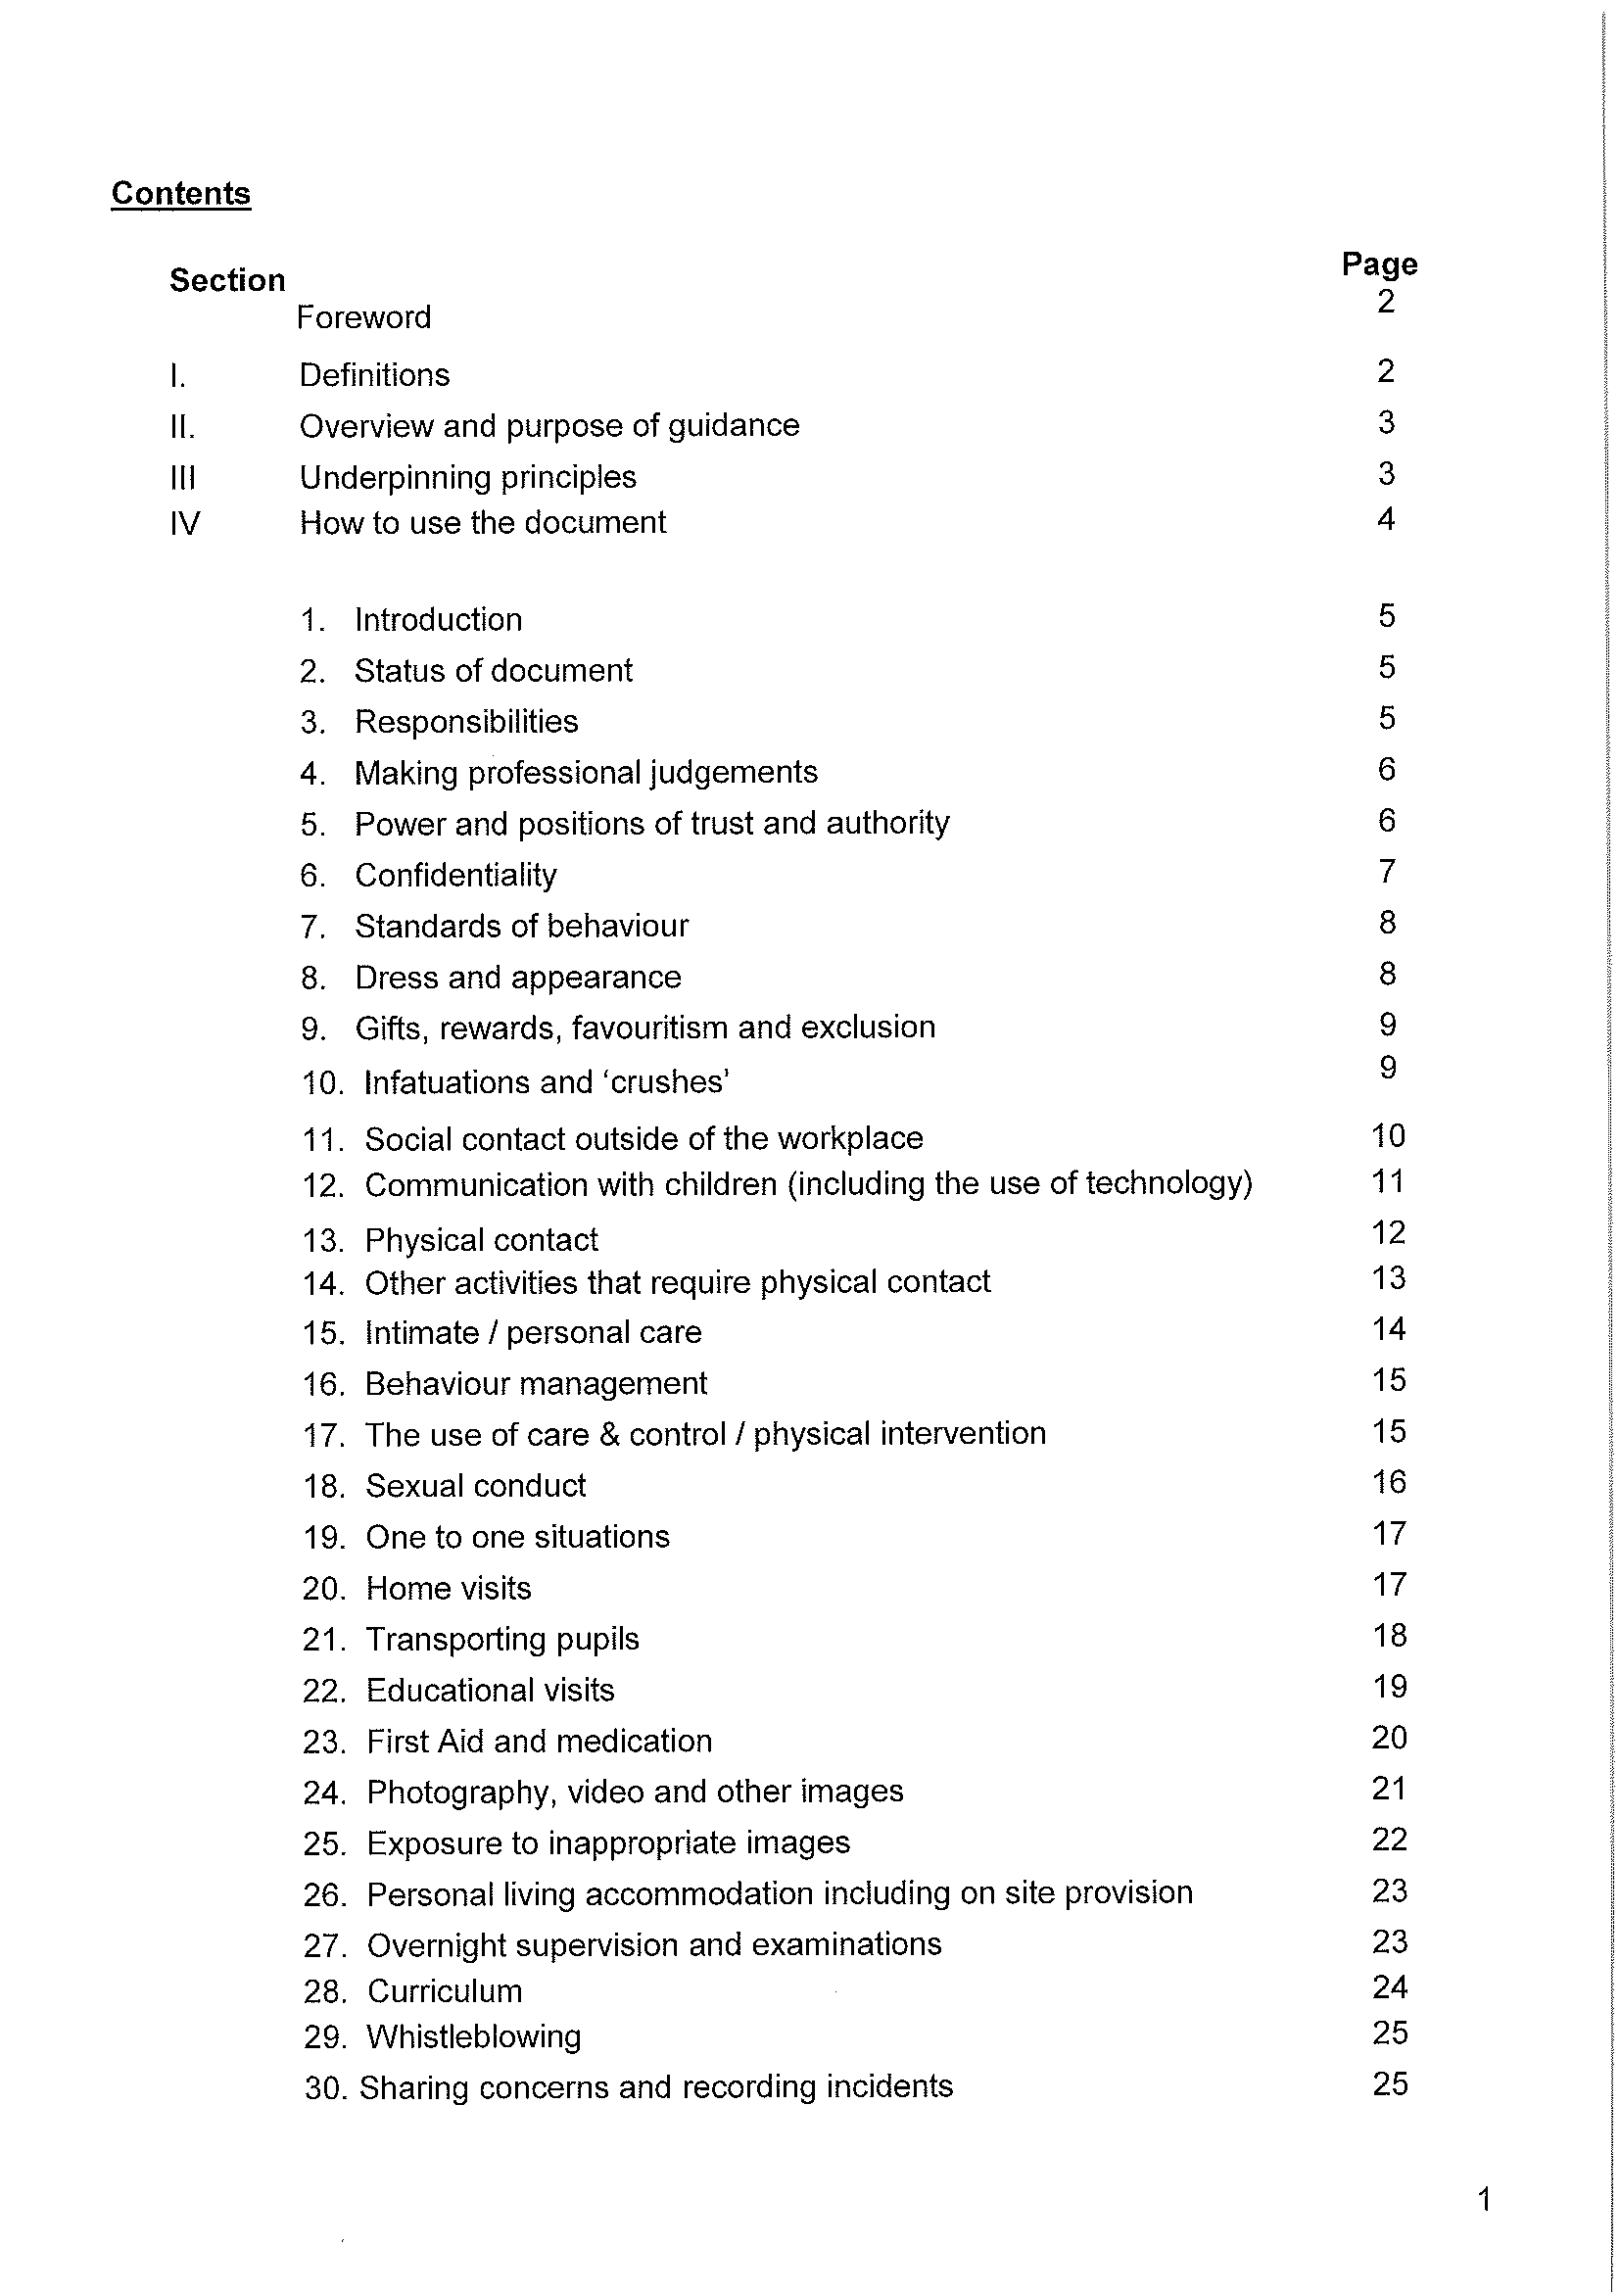 Contents
Section Page
Foreword 2
I. Definitions 2
II. Overview and purpose of guidance 3
III Underpinning principles 3
IV How to use the document 4
1. Introduction 5
2. Status of document 5
3. Responsibilities 5
4. Making professional judgements 6
5. Power and positions of trust and authority 6
6. Confidentiality 7
7. Standards of behaviour 8
8. Dress and appearance 8
9. Gifts, rewards, favouritism and exclusion 9
10. Infatuations and ‘crushes’ 9
11. Social contact outside of the workplace 10
12. Communication with children (including the use of technology) 11
13. Physical contact 12
14. Other activities that require physical contact 13
15. Intimate / personal care 14
16. Behaviour management 15
17. The use of care & control / physical intervention 15
18. Sexual conduct 16
19. One to one situations 17
20. Home visits 17
21. Transporting pupils 18
22. Educational visits 19
23. First Aid and medication 20
24. Photography, video and other images 21
25. Exposure to inappropriate images 22
26. Personal living accommodation including on site provision 23
27. Overnight supervision and examinations 23
28. Curriculum 24
29. Whistleblowing 25
30. Sharing concerns and recording incidents 25
1